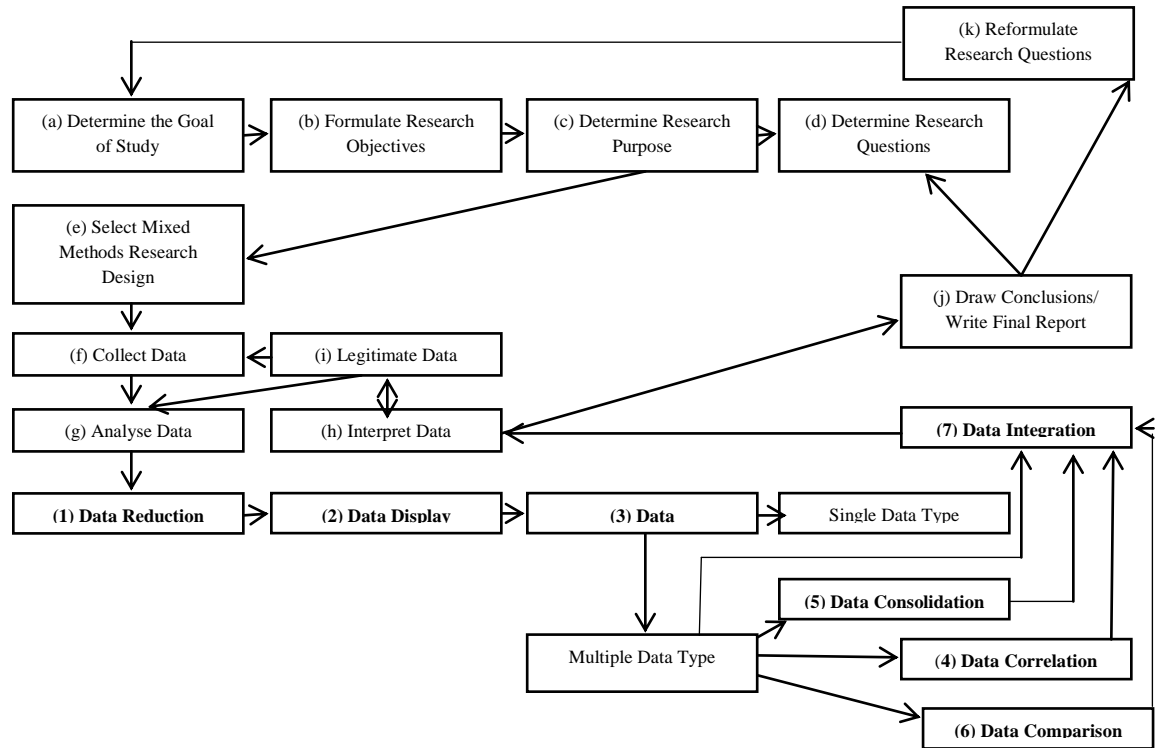 (k) Reformulate
Research Questions
(a) Determine the Goal
of Study
(b) Formulate Research
Objectives
(c) Determine Research
Purpose
(d) Determine Research
Questions
(e) Select Mixed
Methods Research
Design
(j) Draw Conclusions/
Write Final Report
(f) Collect Data
(i) Legitimate Data
(g) Analyse Data
(h) Interpret Data
(7) Data Integration
(1) Data Reduction
(2) Data Display
(3) Data
Single Data Type
(5) Data Consolidation
Multiple Data Type
(4) Data Correlation
(6) Data Comparison